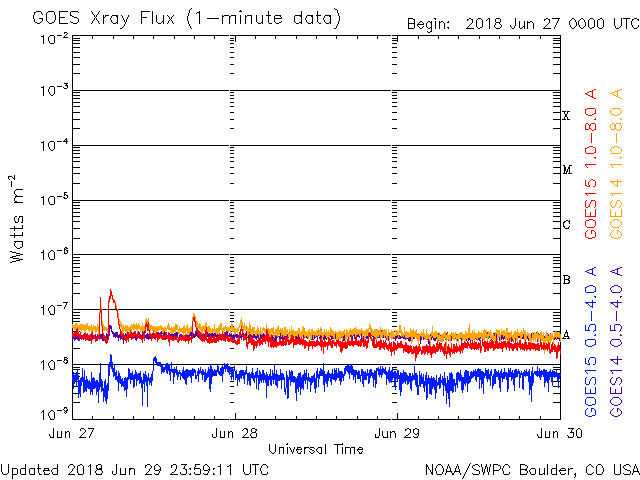 GOES Xray Flux (1-minute data)
Begin: 2018 Jun 27 0000 UTC
10-2
10-3
10-4
10-5
10-6
10-7
10-8
10-9
Watts m-2
X
M
C
B
A
GOES15 1.0-8.0 A
GOES14 1.0-8.0 A
GOES15 0.5-4.0 A
GOES14 0.5-4.0 A
Jun 27
Jun 28
Jun 29
Jun 30
Universal Time
Updated 2018 Jun 29 23:59:11 UTC
NOAA/SWPC Boulder, CO USA